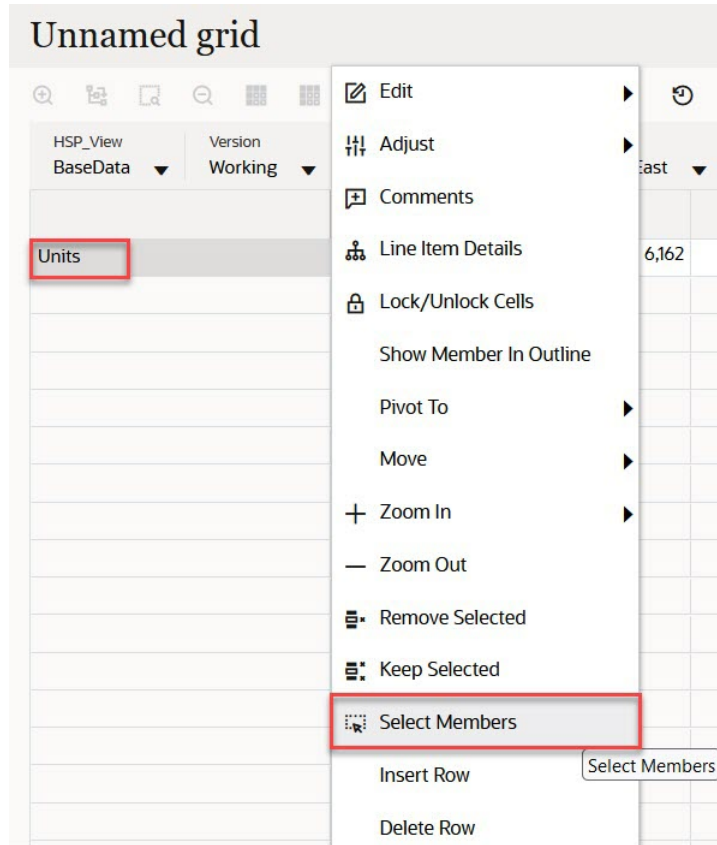 Unnamed grid
Edit
HSP_View
Version
Adjust
BaseData
Working
East
Comments
Units
Line Item Details
6,162
Lock/Unlock Cells
Show Member In Outline
Pivot To
Move
Zoom In
Zoom Out
Remove Selected
Keep Selected
Select Members
Select Members
Insert Row
Delete Row